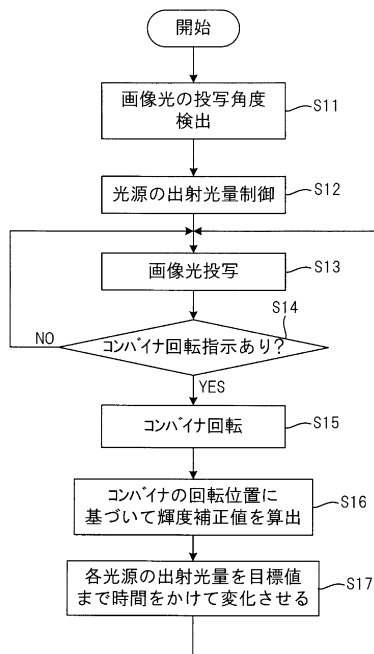 開始
画像光の投写角度
検出
S11
光源の出射光量制御
S12
画像光投写
S13
S14
コンバイナ回転指示あり?
NO
YES
コンバイナ回転
S15
コンバイナの回転位置に
基づいて輝度補正値を算出
S16
各光源の出射光量を目標値
まで時間をかけて変化させる
S17